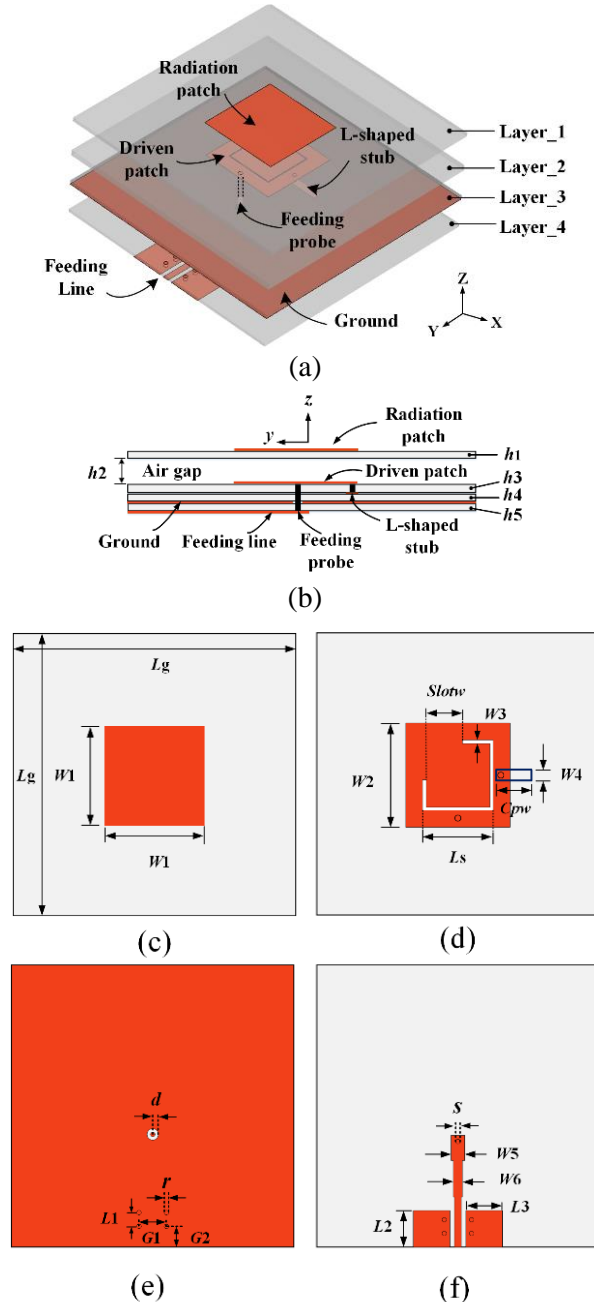 Radiation
patch
Driven
patch
L-shaped
stub
Feeding
probe
Feeding
Line
Ground
Layer_1
Layer_2
Layer_3
Layer_4
Z
Y
X
(a)
z
y
Radiation
patch
h1
h2
Air gap
Driven patch
h3
h4
h5
Ground
Feeding line
Feeding
probe
L-shaped
stub
(b)
Lg
Lg
W1
W1
(c)
Slotw
W3
W2
W4
Cpw
Ls
(d)
d
r
L1
G1
G2
(e)
S
W5
W6
L3
L2
(f)